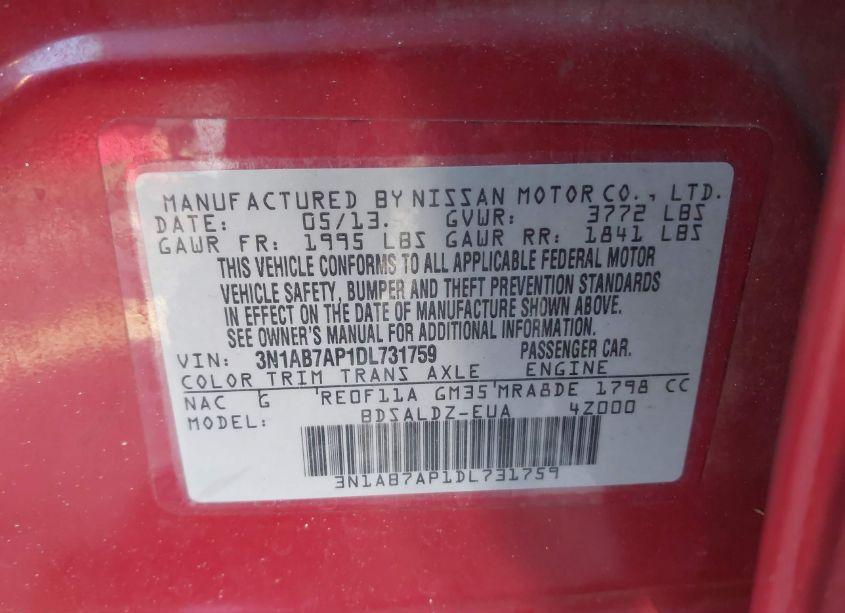 MANUFACTURED BY NISSAN MOTOR CO., LTD.
DATE: 05/13. GVWR: 3772 LBS
GAWR FR: 1995 LBS GAWR RR: 1841 LBS
THIS VEHICLE CONFORMS TO ALL APPLICABLE FEDERAL MOTOR
VEHICLE SAFETY, BUMPER AND THEFT PREVENTION STANDARDS
IN EFFECT ON THE DATE OF MANUFACTURE SHOWN ABOVE.
SEE OWNER'S MANUAL FOR ADDITIONAL INFORMATION.
VIN: 3N1AB7AP1DL731759 PASSENGER CAR.
COLOR TRIM TRANS AXLE ENGINE
NAC G RE0F11A GM35 MRA8DE 1798 CC
MODEL: BDSALDZ-EUA 4Z000
3N1AB7AP1DL731759